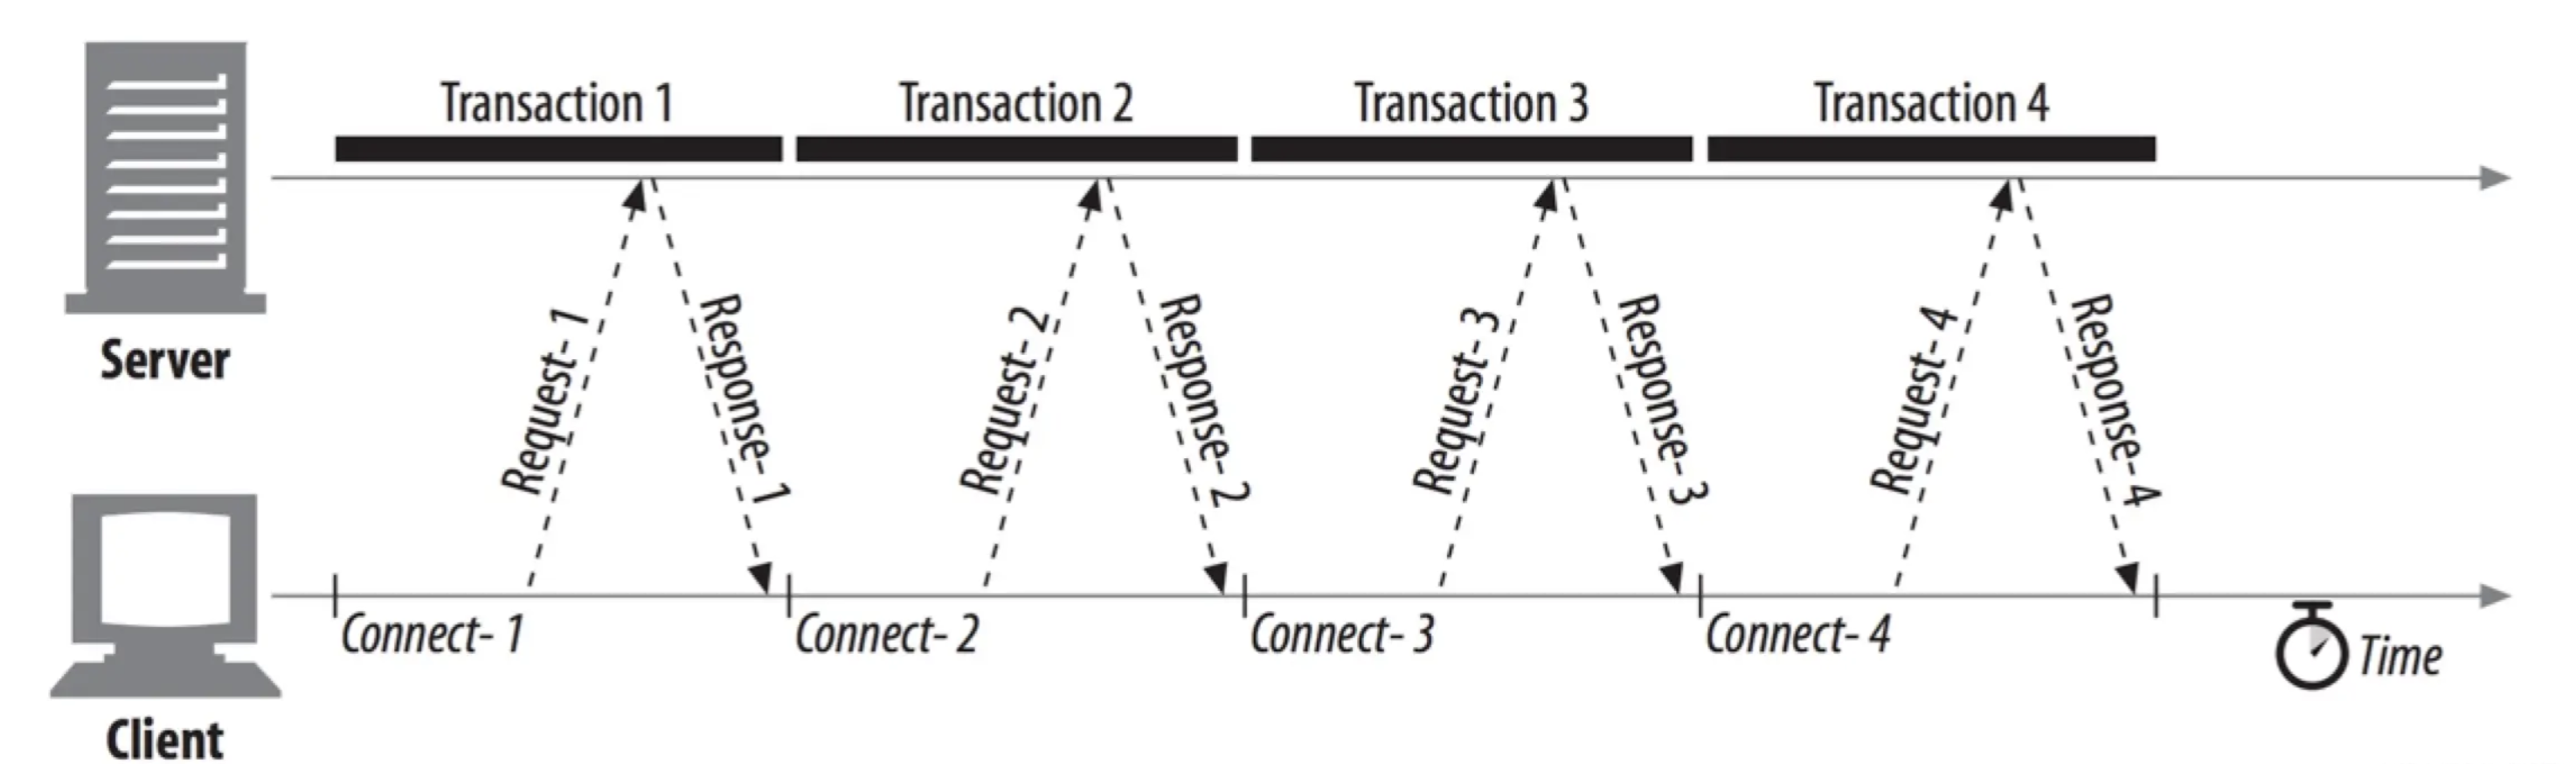 Transaction 1
Transaction 2
Transaction 3
Transaction 4
Server
Request- 1
Response- 1
Request- 2
Response- 2
Request- 3
Response- 3
Request- 4
Response- 4
Connect- 1
Connect- 2
Connect- 3
Connect- 4
Time
Client